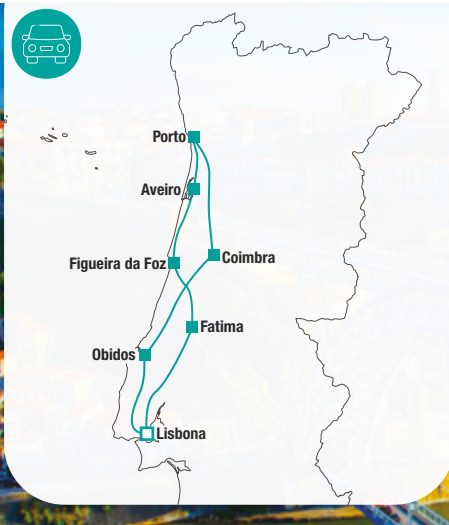 Porto
Aveiro
Figueira da Foz
Coimbra
Fatima
Obidos
Lisbona